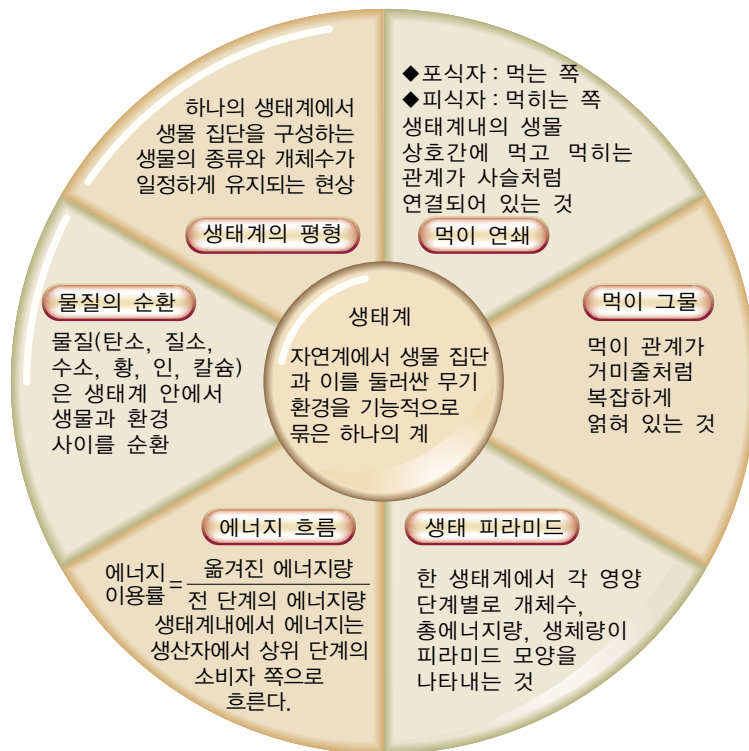 ◆포식자 : 먹는 쪽
◆피식자 : 먹히는 쪽
생태계내의 생물
상호간에 먹고 먹히는
관계가 사슬처럼
연결되어 있는 것
먹이 연쇄
먹이 그물
먹이 관계가
거미줄처럼
복잡하게
얽혀 있는 것
생태 피라미드
한 생태계에서 각 영양
단계별로 개체수,
총에너지량, 생체량이
피라미드 모양을
나타내는 것
에너지 흐름
에너지 이용률 = 옮겨진 에너지량 / 전 단계의 에너지량
생태계내에서 에너지는
생산자에서 상위 단계의
소비자 쪽으로
흐른다.
물질의 순환
물질(탄소, 질소,
수소, 황, 인, 칼슘)
은 생태계 안에서
생물과 환경
사이를 순환
하나의 생태계에서
생물 집단을 구성하는
생물의 종류와 개체수가
일정하게 유지되는 현상
생태계의 평형
생태계
자연계에서 생물 집단
과 이를 둘러싼 무기
환경을 기능적으로
묶은 하나의 계